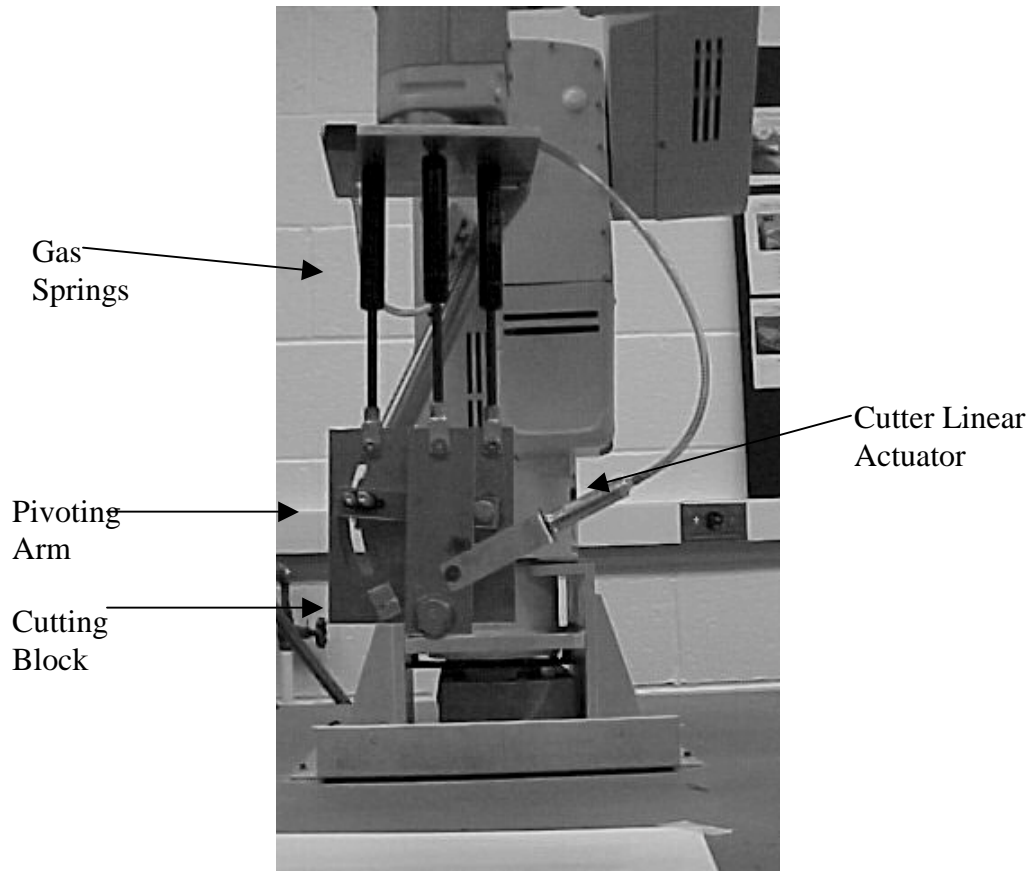 Gas
Springs
Cutter Linear
Actuator
Pivoting
Arm
Cutting
Block